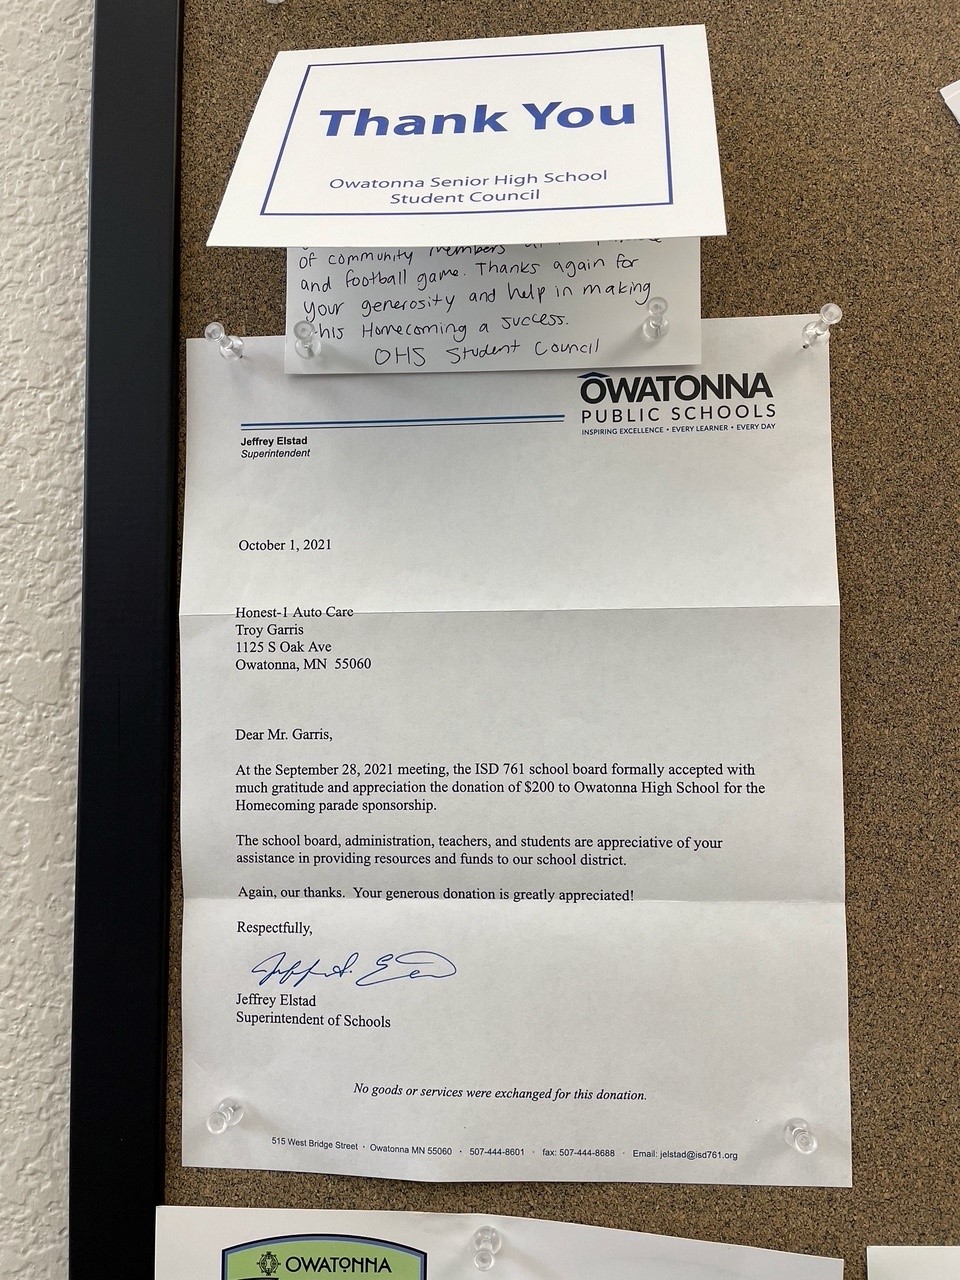 Thank You
Owatonna Senior High School
Student Council
of community members
and football game. Thanks again for
your generosity and help in making
this Homecoming a success.
OHS Student Council
OWATONNA
PUBLIC SCHOOLS
INSPIRING EXCELLENCE • EVERY LEARNER • EVERY DAY
Jeffrey Elstad
Superintendent
October 1, 2021
Honest-1 Auto Care
Troy Garris
1125 S Oak Ave
Owatonna, MN  55060
Dear Mr. Garris,
At the September 28, 2021 meeting, the ISD 761 school board formally accepted with
much gratitude and appreciation the donation of $200 to Owatonna High School for the
Homecoming parade sponsorship.
The school board, administration, teachers, and students are appreciative of your
assistance in providing resources and funds to our school district.
Again, our thanks.  Your generous donation is greatly appreciated!
Respectfully,
Jeffrey Elstad
Superintendent of Schools
No goods or services were exchanged for this donation.
515 West Bridge Street · Owatonna MN 55060 · 507-444-8601 · fax: 507-444-8688 · Email: jelstad@isd761.org
OWATONNA